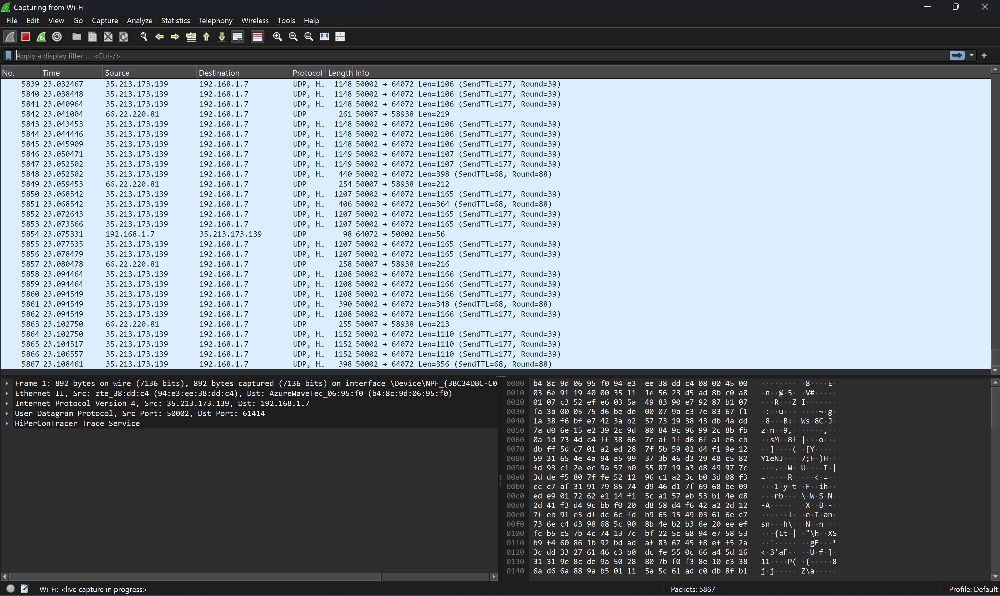 Capturing from Wi-Fi
File Edit View Go Capture Analyze Statistics Telephony Wireless Tools Help
Apply a display filter ... <Ctrl-/>
No. Time Source Destination Protocol Length Info
5839 23.032467 35.213.173.139 192.168.1.7 UDP, H… 1148 50002 → 64072 Len=1106 (SendTTL=177, Round=39)
5840 23.038448 35.213.173.139 192.168.1.7 UDP, H… 1148 50002 → 64072 Len=1106 (SendTTL=177, Round=39)
5841 23.040964 35.213.173.139 192.168.1.7 UDP, H… 1148 50002 → 64072 Len=1106 (SendTTL=177, Round=39)
5842 23.041004 66.22.220.81 192.168.1.7 UDP 261 50007 → 58938 Len=219
5843 23.043453 35.213.173.139 192.168.1.7 UDP, H… 1148 50002 → 64072 Len=1106 (SendTTL=177, Round=39)
5844 23.044446 35.213.173.139 192.168.1.7 UDP, H… 1148 50002 → 64072 Len=1106 (SendTTL=177, Round=39)
5845 23.045909 35.213.173.139 192.168.1.7 UDP, H… 1148 50002 → 64072 Len=1106 (SendTTL=177, Round=39)
5846 23.050471 35.213.173.139 192.168.1.7 UDP, H… 1149 50002 → 64072 Len=1107 (SendTTL=177, Round=39)
5847 23.052502 35.213.173.139 192.168.1.7 UDP, H… 1149 50002 → 64072 Len=1107 (SendTTL=177, Round=39)
5848 23.052502 35.213.173.139 192.168.1.7 UDP, H… 440 50002 → 64072 Len=398 (SendTTL=68, Round=88)
5849 23.059453 66.22.220.81 192.168.1.7 UDP 254 50007 → 58938 Len=212
5850 23.068542 35.213.173.139 192.168.1.7 UDP, H… 1207 50002 → 64072 Len=1165 (SendTTL=177, Round=39)
5851 23.068542 35.213.173.139 192.168.1.7 UDP, H… 406 50002 → 64072 Len=364 (SendTTL=68, Round=88)
5852 23.072643 35.213.173.139 192.168.1.7 UDP, H… 1207 50002 → 64072 Len=1165 (SendTTL=177, Round=39)
5853 23.073566 35.213.173.139 192.168.1.7 UDP, H… 1207 50002 → 64072 Len=1165 (SendTTL=177, Round=39)
5854 23.075331 192.168.1.7 35.213.173.139 UDP 98 64072 → 50002 Len=56
5855 23.077535 35.213.173.139 192.168.1.7 UDP, H… 1207 50002 → 64072 Len=1165 (SendTTL=177, Round=39)
5856 23.078479 35.213.173.139 192.168.1.7 UDP, H… 1207 50002 → 64072 Len=1165 (SendTTL=177, Round=39)
5857 23.080478 66.22.220.81 192.168.1.7 UDP 258 50007 → 58938 Len=216
5858 23.094464 35.213.173.139 192.168.1.7 UDP, H… 1208 50002 → 64072 Len=1166 (SendTTL=177, Round=39)
5859 23.094464 35.213.173.139 192.168.1.7 UDP, H… 1208 50002 → 64072 Len=1166 (SendTTL=177, Round=39)
5860 23.094549 35.213.173.139 192.168.1.7 UDP, H… 1208 50002 → 64072 Len=1166 (SendTTL=177, Round=39)
5861 23.094549 35.213.173.139 192.168.1.7 UDP, H… 390 50002 → 64072 Len=348 (SendTTL=68, Round=88)
5862 23.094549 35.213.173.139 192.168.1.7 UDP, H… 1208 50002 → 64072 Len=1166 (SendTTL=177, Round=39)
5863 23.102750 66.22.220.81 192.168.1.7 UDP 255 50007 → 58938 Len=213
5864 23.102750 35.213.173.139 192.168.1.7 UDP, H… 1152 50002 → 64072 Len=1110 (SendTTL=177, Round=39)
5865 23.104517 35.213.173.139 192.168.1.7 UDP, H… 1152 50002 → 64072 Len=1110 (SendTTL=177, Round=39)
5866 23.106557 35.213.173.139 192.168.1.7 UDP, H… 1152 50002 → 64072 Len=1110 (SendTTL=177, Round=39)
5867 23.108461 35.213.173.139 192.168.1.7 UDP, H… 398 50002 → 64072 Len=356 (SendTTL=68, Round=88)
Frame 1: 892 bytes on wire (7136 bits), 892 bytes captured (7136 bits) on interface \Device\NPF_{3BC34DBC-C0
Ethernet II, Src: zte_38:dd:c4 (94:e3:ee:38:dd:c4), Dst: AzureWaveTec_06:95:f0 (b4:8c:9d:06:95:f0)
Internet Protocol Version 4, Src: 35.213.173.139, Dst: 192.168.1.7
User Datagram Protocol, Src Port: 50002, Dst Port: 61414
HiPerConTracer Trace Service
0000 b4 8c 9d 06 95 f0 94 e3 ee 38 dd c4 08 00 45 00 ········ ·8····E·
0010 03 6e 91 19 40 00 35 11 1e 56 23 d5 ad 8b c0 a8 ·n··@·5· ·V#·····
0020 01 07 c3 52 ef e6 03 5a 49 83 90 e7 92 87 b1 07 ···R···Z I·······
0030 fa 3a 00 05 75 d6 be de 00 07 9a c3 7e 83 67 f1 ·:··u··· ····~·g·
0040 1a 38 f6 bf e7 42 3a b2 57 73 19 38 43 db 4a dd ·8···B:· Ws·8C·J·
0050 7a d0 6e 15 e2 39 2c 9d 80 84 9c 96 99 2c 8b fb z·n··9,· ·····,··
0060 0a 1d 73 4d c4 ff 38 66 7c af 1f d6 6f a1 e6 cb ··sM··8f |···o···
0070 db ff 5d c7 01 a2 ed 28 7f 5b 59 02 d4 f1 9e 12 ··]····( ·[Y·····
0080 59 31 65 4e 4a 94 a5 99 37 3b 46 d3 29 48 c5 82 Y1eNJ··· 7;F·)H··
0090 fd 93 c1 2e ec 9a 57 b0 55 87 19 a3 d8 49 97 7c ···.··W· U····I·|
00a0 3d de f5 80 7f fe 52 12 96 c1 a2 3c b0 3d 08 f3 =·····R· ···<·=··
00b0 cc c7 af 31 91 79 85 74 d9 46 d1 7f 69 68 be 09 ···1·y·t ·F··ih··
00c0 ed e9 01 72 62 e1 14 f1 5c a1 57 eb 53 b1 4e d8 ···rb··· \·W·S·N·
00d0 2d 41 f3 d4 9c bb f0 20 d8 58 d4 f6 42 a2 2d 12 -A·····  ·X··B·-·
00e0 7f eb 91 e5 df dc 6c fd b9 65 15 49 03 61 6e c7 ······l· ·e·I·an·
00f0 73 6e c4 d3 98 68 5c 90 8b 4e b2 b3 6e 20 ee ef sn···h\· ·N··n ··
0100 fc b5 c5 7b 4c 74 13 7c bf 22 5c 68 94 e7 58 53 ···{Lt·| ·"\h··XS
0110 b9 f4 60 86 1b 92 bd ad af 83 67 45 f8 ef f5 2a ··`····· ··gE···*
0120 3c dd 33 27 61 46 c3 b0 dc fe 55 0c 66 a4 5d 16 <·3'aF·· ··U·f·]·
0130 31 31 9e 8c de 9a 50 28 80 7b f0 f3 8e 10 c3 38 11····P( ·{·····8
0140 6a d6 6a 88 9a b5 01 11 5a 5c 61 ad c0 db 8f b1 j·j····· Z\a·····
Wi-Fi: <live capture in progress> Packets: 5867 Profile: Default